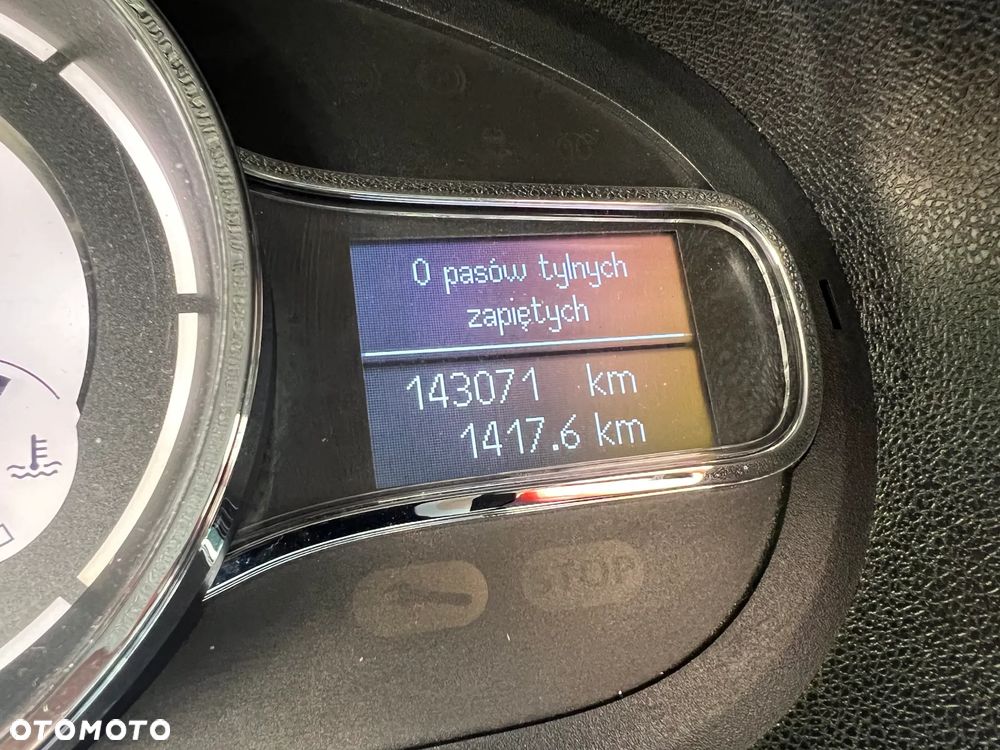 0 pasów tylnych
zapiętych
143071 km
1417.6 km
STOP
OTOMOTO